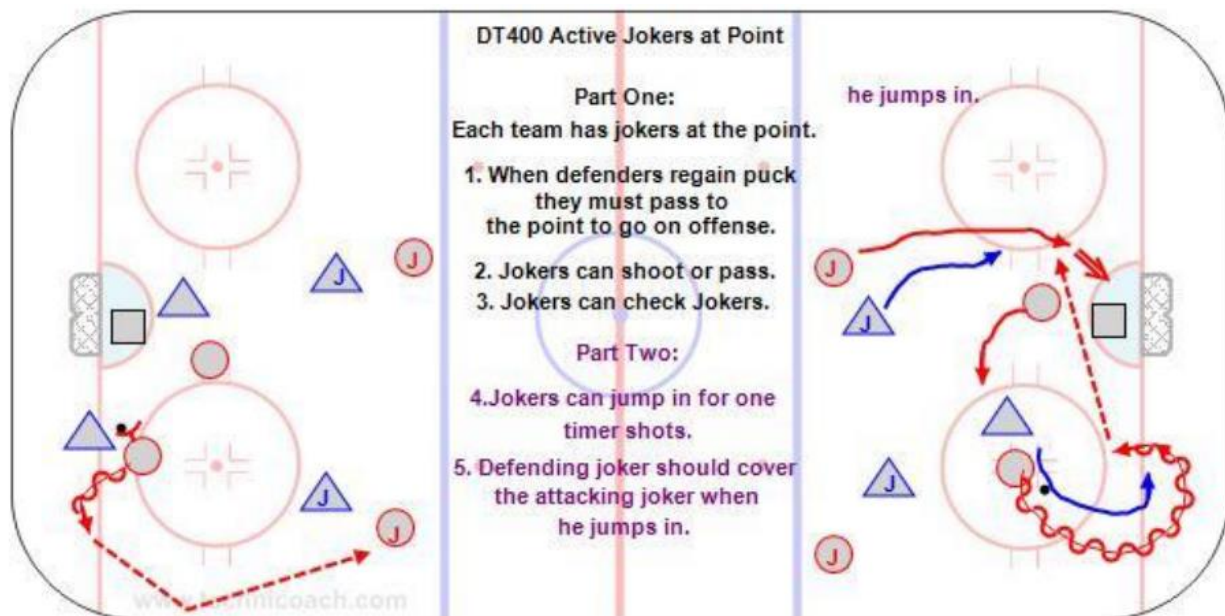 DT400 Active Jokers at Point
Part One:
Each team has jokers at the point.
1. When defenders regain puck
they must pass to
the point to go on offense.
2. Jokers can shoot or pass.
3. Jokers can check Jokers.
Part Two:
4.Jokers can jump in for one
timer shots.
5. Defending joker should cover
the attacking joker when
he jumps in.
he jumps in.
J
J
J
J
J
J
J
J
www.technicoach.com